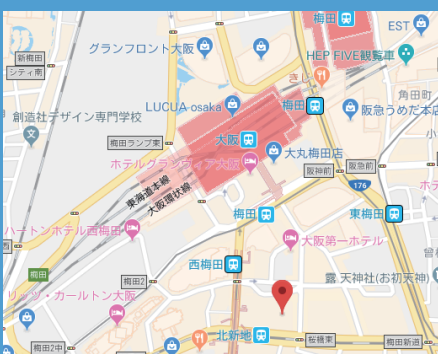 梅田
EST
グランフロント大阪
新梅田
シティ南
HEP FIVE観覧車
きじ
角田町
LUCUA osaka
梅田
阪急うめだ本店
創造社デザイン専門学校
梅田ランプ東
大阪
大丸梅田店
ホテルグランヴィア大阪
阪神前
阪急前
東海道本線
大阪環状線
176
ホテ
梅田
東梅田
ハートンホテル西梅田
大阪第一ホテル
西梅田
露 天神社(お初天神)
梅田
梅田2
リッツ・カールトン大阪
北新地
桜橋東
梅田新道
梅田2中